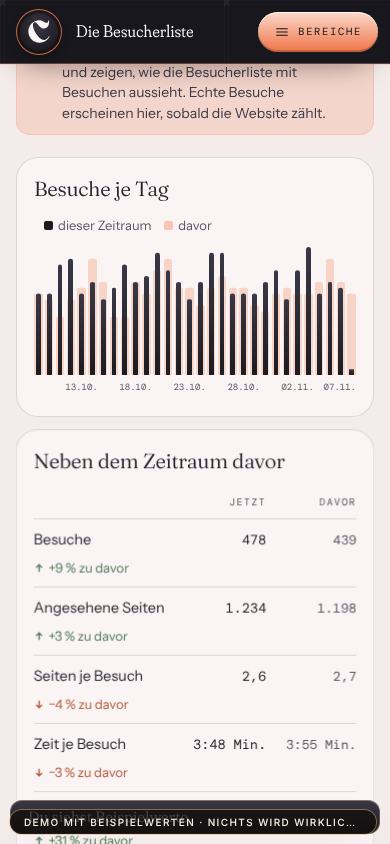 Die Besucherliste
BEREICHE
und zeigen, wie die Besucherliste mit
Besuchen aussieht. Echte Besuche
erscheinen hier, sobald die Website zählt.
Besuche je Tag
dieser Zeitraum davor
13.10. 18.10. 23.10. 28.10. 02.11. 07.11.
Neben dem Zeitraum davor
JETZT DAVOR
Besuche 478 439
↑ +9 % zu davor
Angesehene Seiten 1.234 1.198
↑ +3 % zu davor
Seiten je Besuch 2,6 2,7
↓ −4 % zu davor
Zeit je Besuch 3:48 Min. 3:55 Min.
↓ −3 % zu davor
Du siehst Beispielwerte
DEMO MIT BEISPIELWERTEN · NICHTS WIRD WIRKLIC…
↑ +31 % zu davor